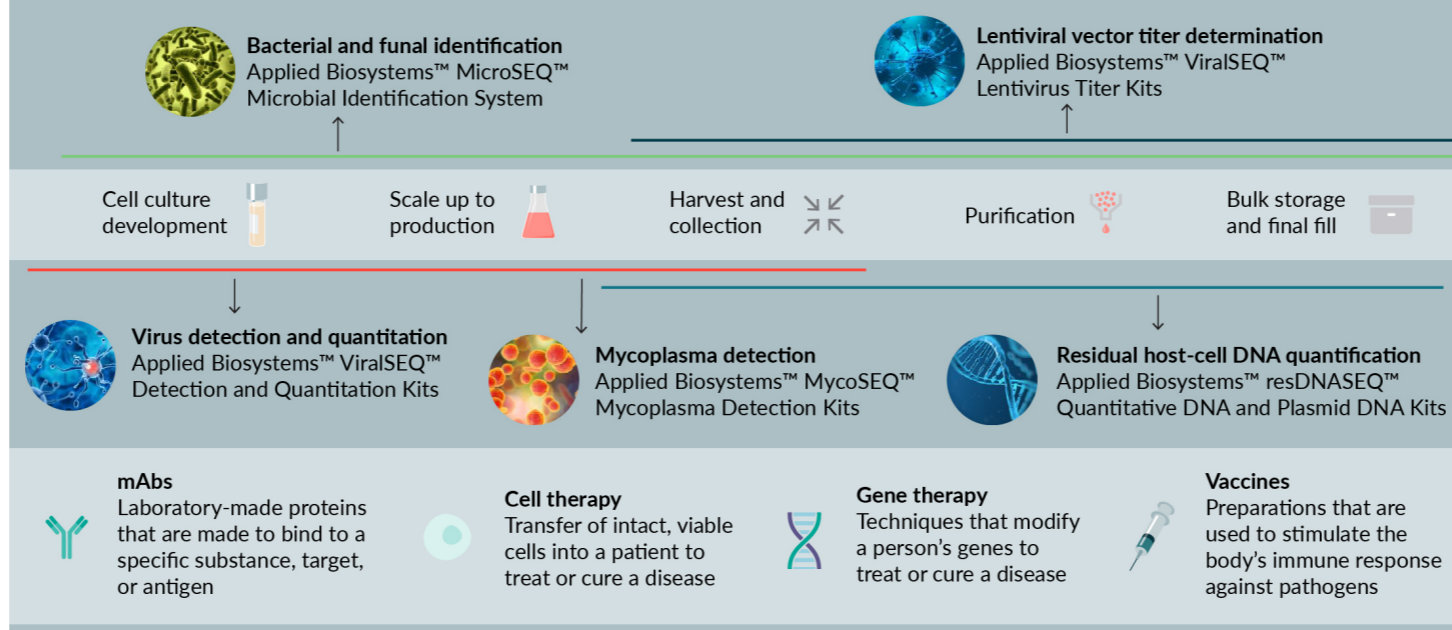 Bacterial and funal identification
Applied Biosystems™ MicroSEQ™
Microbial Identification System
Lentiviral vector titer determination
Applied Biosystems™ ViralSEQ™
Lentivirus Titer Kits
Cell culture
development
Scale up to
production
Harvest and
collection
Purification
Bulk storage
and final fill
Virus detection and quantitation
Applied Biosystems™ ViralSEQ™
Detection and Quantitation Kits
Mycoplasma detection
Applied Biosystems™ MycoSEQ™
Mycoplasma Detection Kits
Residual host-cell DNA quantification
Applied Biosystems™ resDNASEQ™
Quantitative DNA and Plasmid DNA Kits
mAbs
Laboratory-made proteins
that are made to bind to a
specific substance, target,
or antigen
Cell therapy
Transfer of intact, viable
cells into a patient to
treat or cure a disease
Gene therapy
Techniques that modify
a person’s genes to
treat or cure a disease
Vaccines
Preparations that are
used to stimulate the
body’s immune response
against pathogens